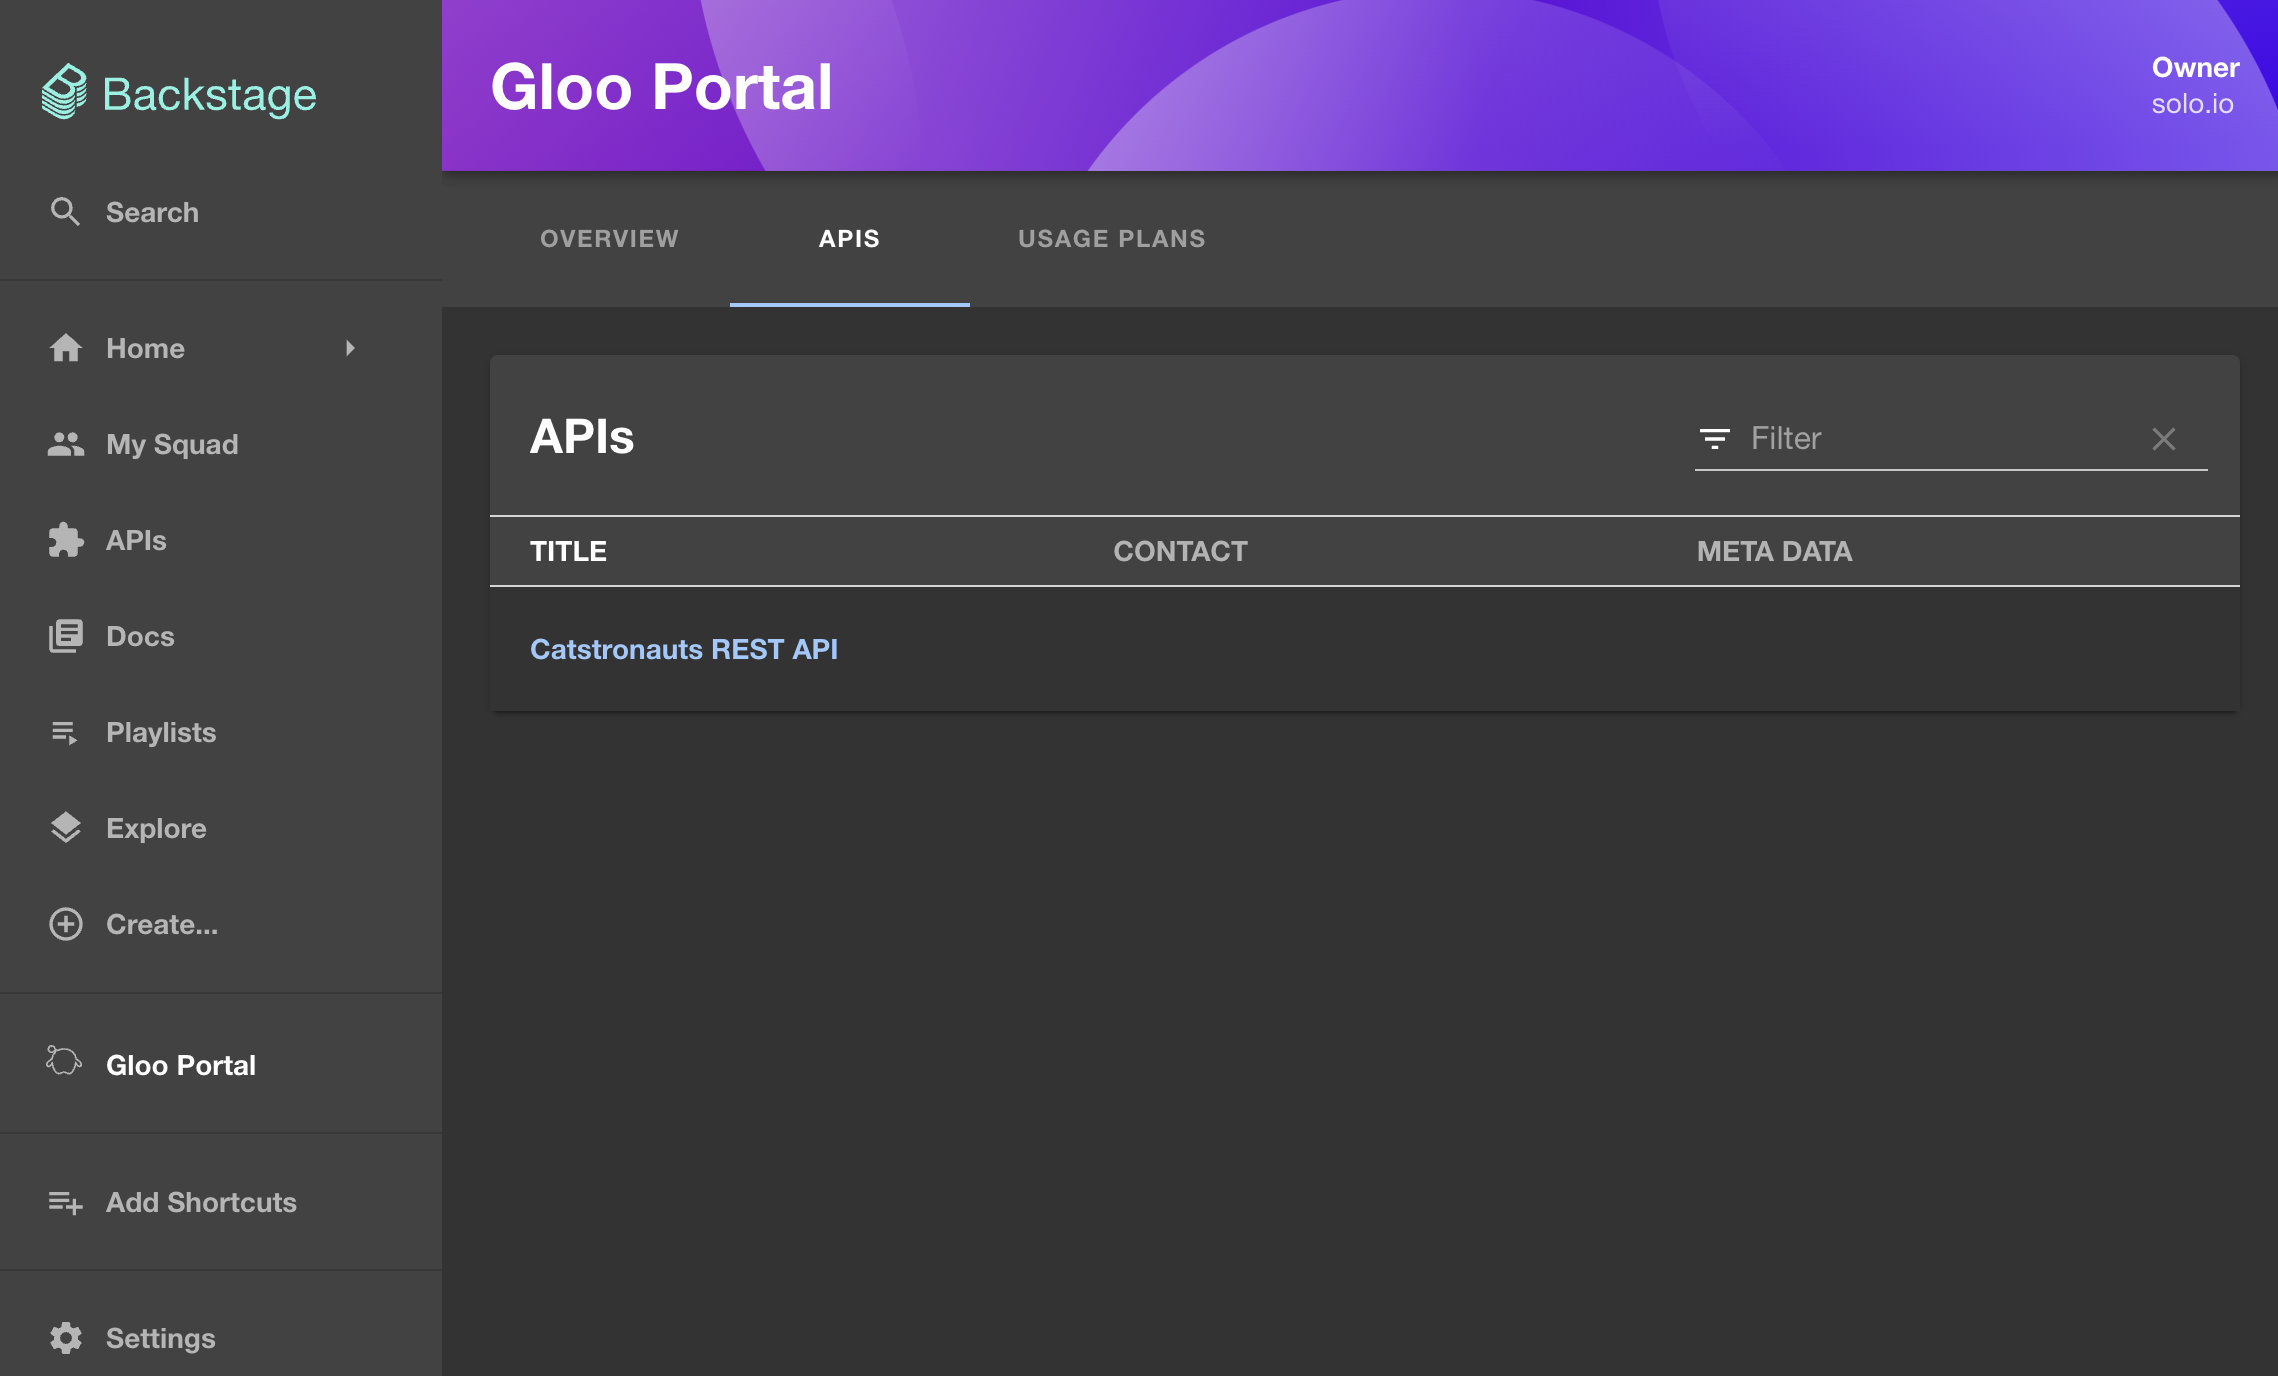 Backstage
Search
Home
My Squad
APIs
Docs
Playlists
Explore
Create...
Gloo Portal
Add Shortcuts
Settings
Gloo Portal
Owner
solo.io
OVERVIEW APIS USAGE PLANS
APIs
Filter
TITLE CONTACT META DATA
Catstronauts REST API